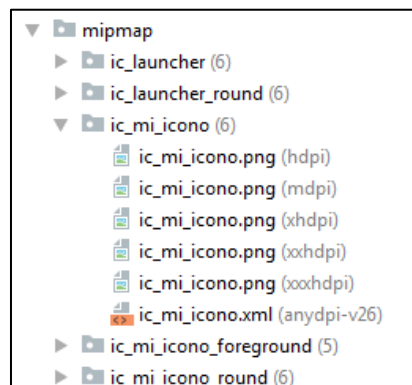 mipmap
ic_launcher (6)
ic_launcher_round (6)
ic_mi_icono (6)
ic_mi_icono.png (hdpi)
ic_mi_icono.png (mdpi)
ic_mi_icono.png (xhdpi)
ic_mi_icono.png (xxhdpi)
ic_mi_icono.png (xxxhdpi)
ic_mi_icono.xml (anydpi-v26)
ic_mi_icono_foreground (5)
ic_mi_icono_round (6)